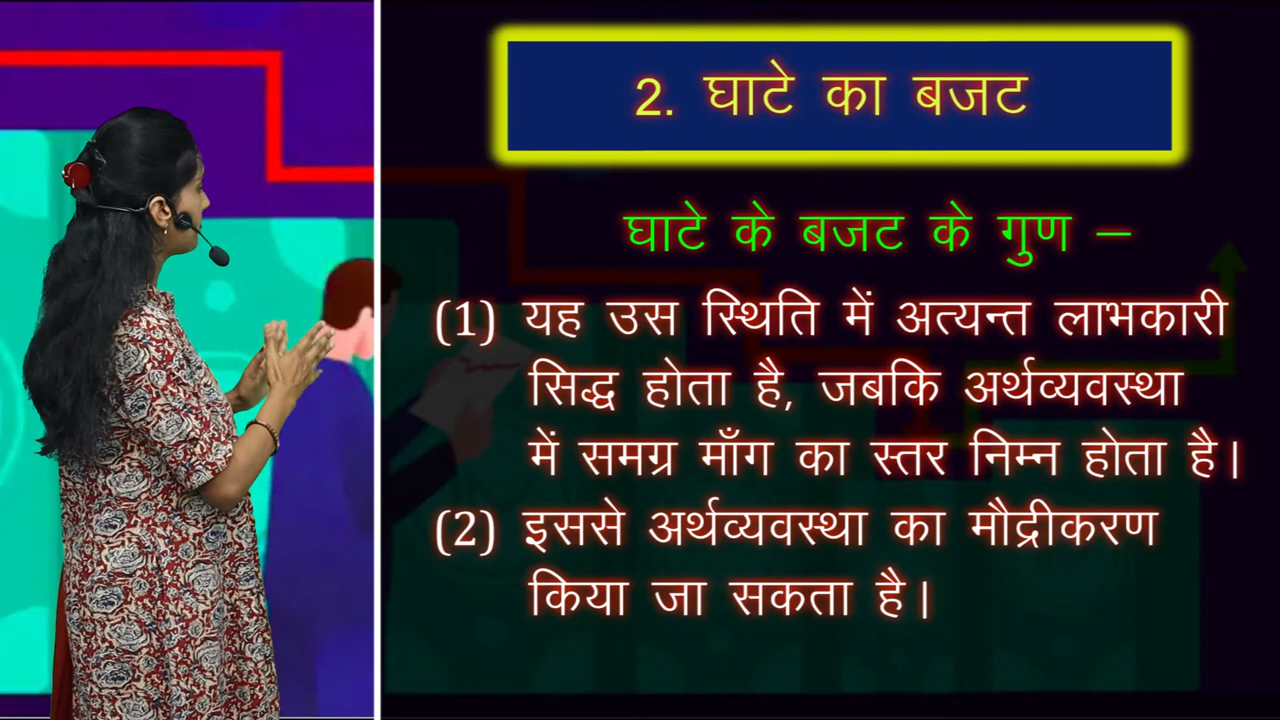 2. घाटे का बजट
घाटे के बजट के गुण –
(1) यह उस स्थिति में अत्यन्त लाभकारी
सिद्ध होता है, जबकि अर्थव्यवस्था
में समग्र माँग का स्तर निम्न होता है।
(2) इससे अर्थव्यवस्था का मौद्रीकरण
किया जा सकता है।